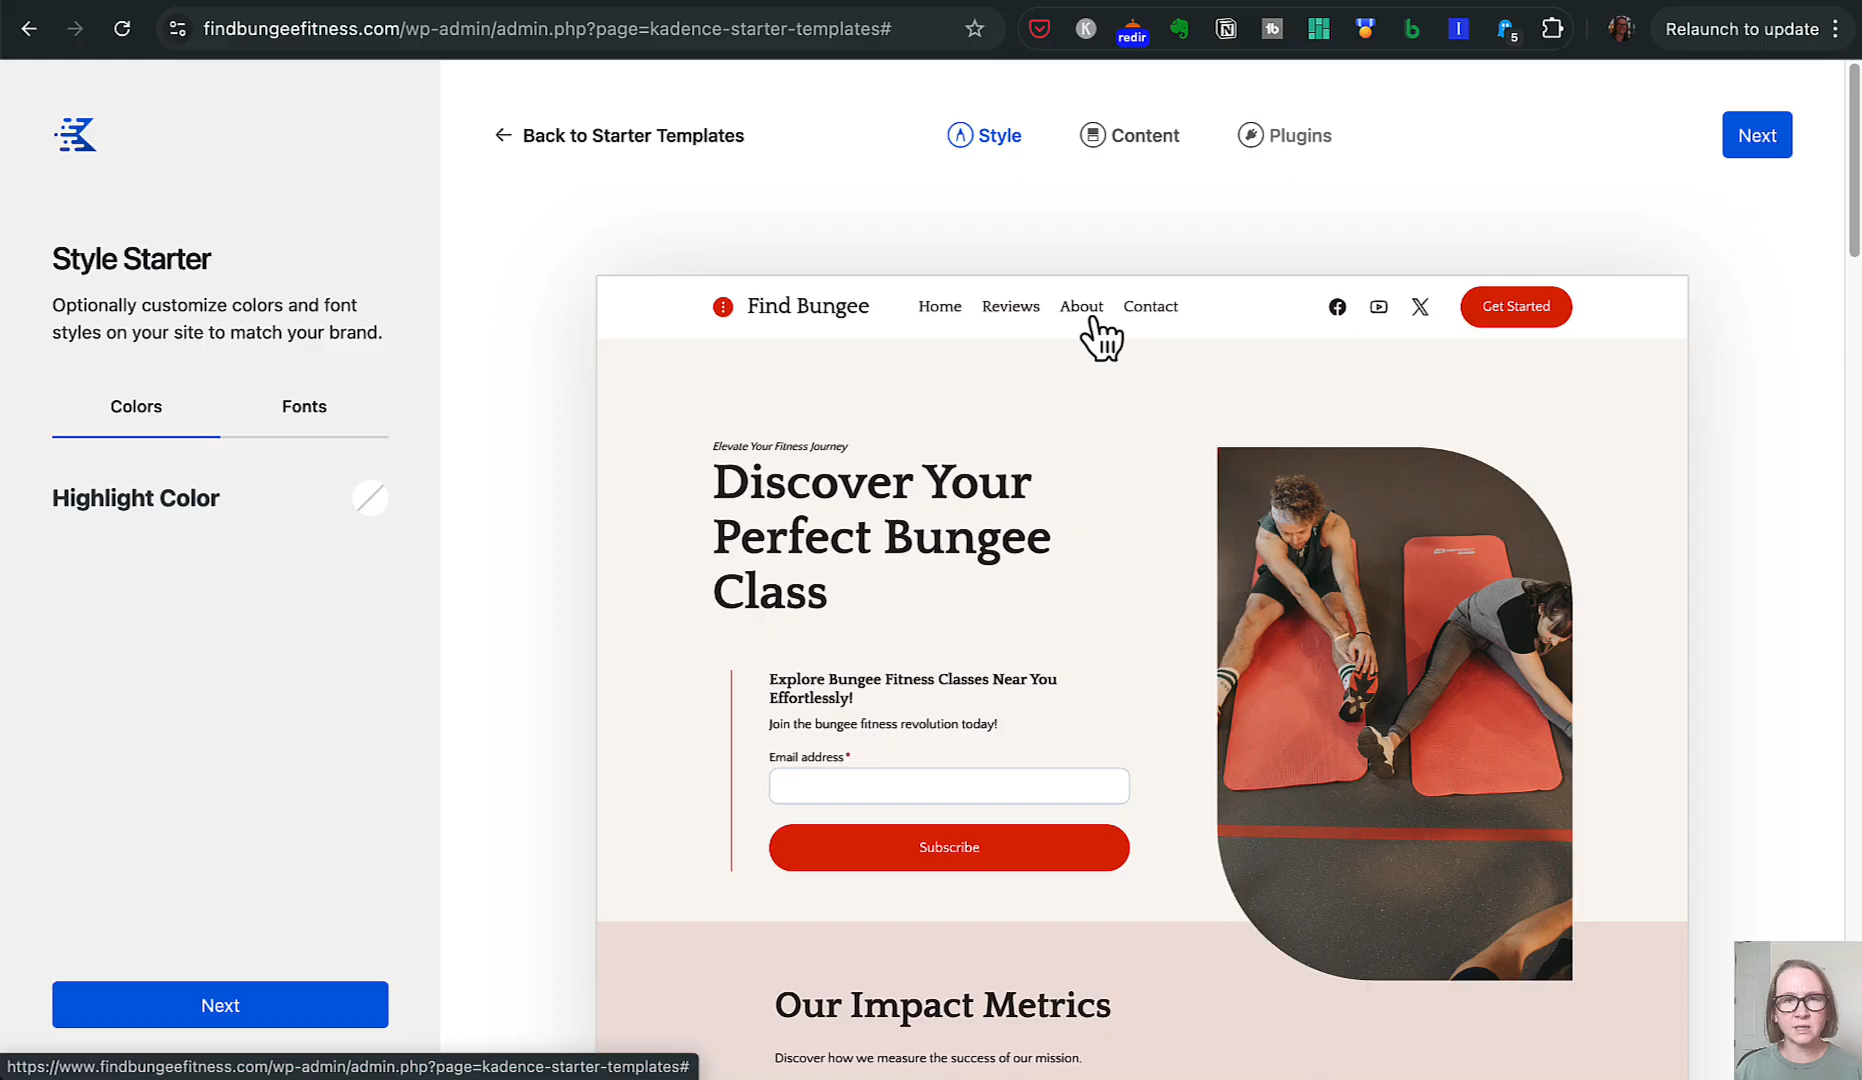 findbungeefitness.com/wp-admin/admin.php?page=kadence-starter-templates#
redir
5
Relaunch to update
Back to Starter Templates
Style
Content
Plugins
Next
Style Starter
Optionally customize colors and font
styles on your site to match your brand.
Colors
Fonts
Highlight Color
Next
Find Bungee
Home
Reviews
About
Contact
Get Started
Elevate Your Fitness Journey
Discover Your
Perfect Bungee
Class
Explore Bungee Fitness Classes Near You
Effortlessly!
Join the bungee fitness revolution today!
Email address*
Subscribe
Our Impact Metrics
Discover how we measure the success of our mission.
https://www.findbungeefitness.com/wp-admin/admin.php?page=kadence-starter-templates#